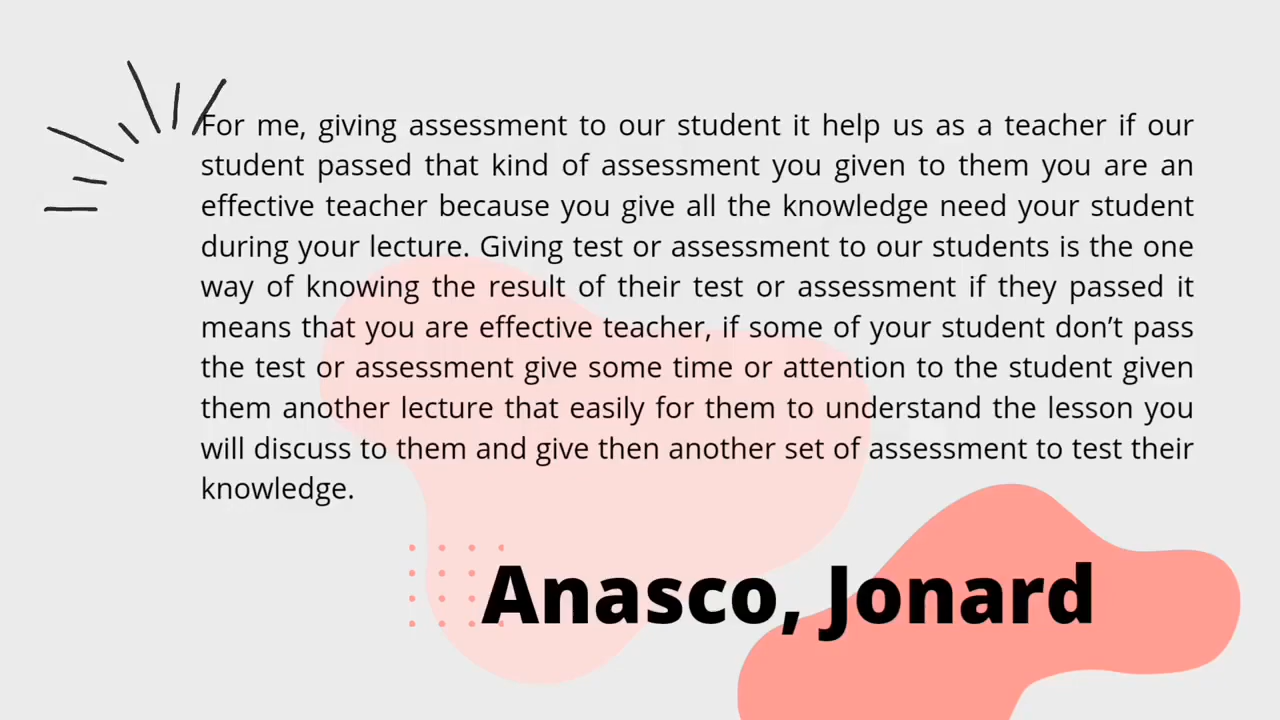 For me, giving assessment to our student it help us as a teacher if our
student passed that kind of assessment you given to them you are an
effective teacher because you give all the knowledge need your student
during your lecture. Giving test or assessment to our students is the one
way of knowing the result of their test or assessment if they passed it
means that you are effective teacher, if some of your student don’t pass
the test or assessment give some time or attention to the student given
them another lecture that easily for them to understand the lesson you
will discuss to them and give then another set of assessment to test their
knowledge.
Anasco, Jonard